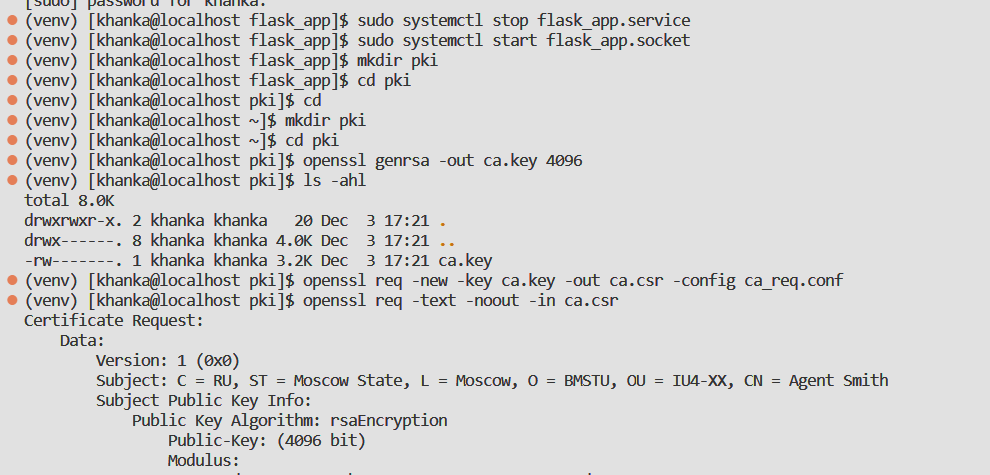 [sudo] password for khanka:
(venv) [khanka@localhost flask_app]$ sudo systemctl stop flask_app.service
(venv) [khanka@localhost flask_app]$ sudo systemctl start flask_app.socket
(venv) [khanka@localhost flask_app]$ mkdir pki
(venv) [khanka@localhost flask_app]$ cd pki
(venv) [khanka@localhost pki]$ cd
(venv) [khanka@localhost ~]$ mkdir pki
(venv) [khanka@localhost ~]$ cd pki
(venv) [khanka@localhost pki]$ openssl genrsa -out ca.key 4096
(venv) [khanka@localhost pki]$ ls -ahl
total 8.0K
drwxrwxr-x. 2 khanka khanka   20 Dec  3 17:21 .
drwx------. 8 khanka khanka 4.0K Dec  3 17:21 ..
-rw-------. 1 khanka khanka 3.2K Dec  3 17:21 ca.key
(venv) [khanka@localhost pki]$ openssl req -new -key ca.key -out ca.csr -config ca_req.conf
(venv) [khanka@localhost pki]$ openssl req -text -noout -in ca.csr
Certificate Request:
    Data:
        Version: 1 (0x0)
        Subject: C = RU, ST = Moscow State, L = Moscow, O = BMSTU, OU = IU4-XX, CN = Agent Smith
        Subject Public Key Info:
            Public Key Algorithm: rsaEncryption
                Public-Key: (4096 bit)
                Modulus: